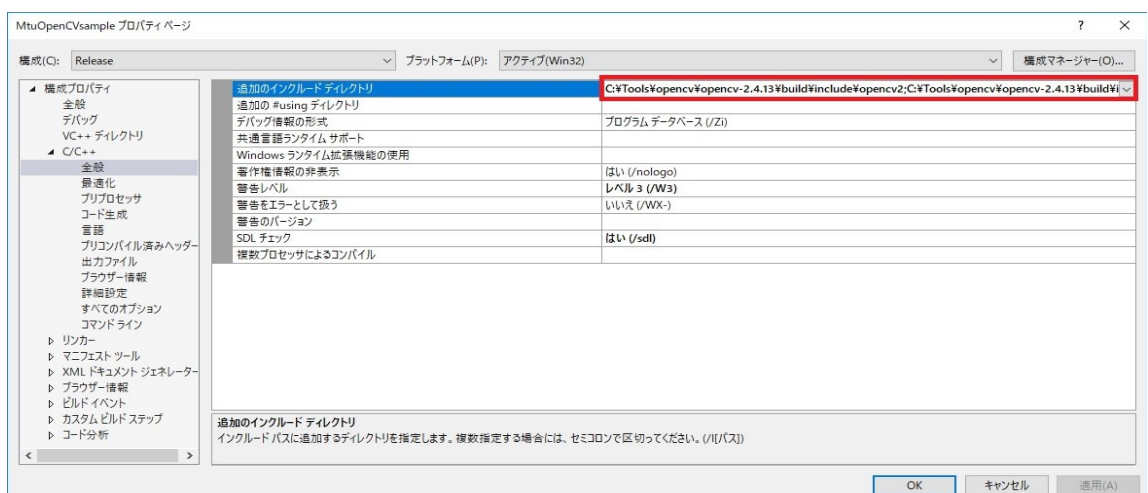 MtuOpenCVsample プロパティ ページ
? ×
構成(C): Release プラットフォーム(P): アクティブ(Win32) 構成マネージャー(O)...
構成プロパティ
全般
デバッグ
VC++ ディレクトリ
C/C++
全般
最適化
プリプロセッサ
コード生成
言語
プリコンパイル済みヘッダー
出力ファイル
ブラウザー情報
詳細設定
すべてのオプション
コマンド ライン
リンカー
マニフェスト ツール
XML ドキュメント ジェネレーター
ブラウザー情報
ビルド イベント
カスタム ビルド ステップ
コード分析
追加のインクルード ディレクトリ C:¥Tools¥opencv¥opencv-2.4.13¥build¥include¥opencv2;C:¥Tools¥opencv¥opencv-2.4.13¥build¥i
追加の #using ディレクトリ
デバッグ情報の形式 プログラム データベース (/Zi)
共通言語ランタイム サポート
Windows ランタイム拡張機能の使用
著作権情報の非表示 はい (/nologo)
警告レベル レベル 3 (/W3)
警告をエラーとして扱う いいえ (/WX-)
警告のバージョン
SDL チェック はい (/sdl)
複数プロセッサによるコンパイル
追加のインクルード ディレクトリ
インクルード パスに追加するディレクトリを指定します。複数指定する場合には、セミコロンで区切ってください。(/I[パス])
OK キャンセル 適用(A)